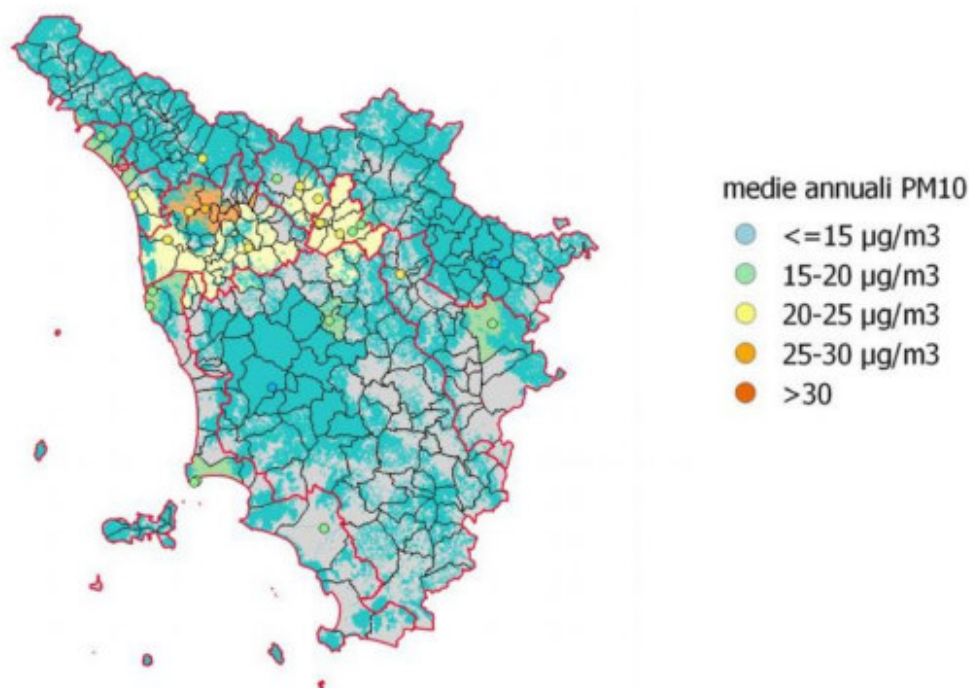 medie annuali PM10
<=15 µg/m3
15-20 µg/m3
20-25 µg/m3
25-30 µg/m3
>30